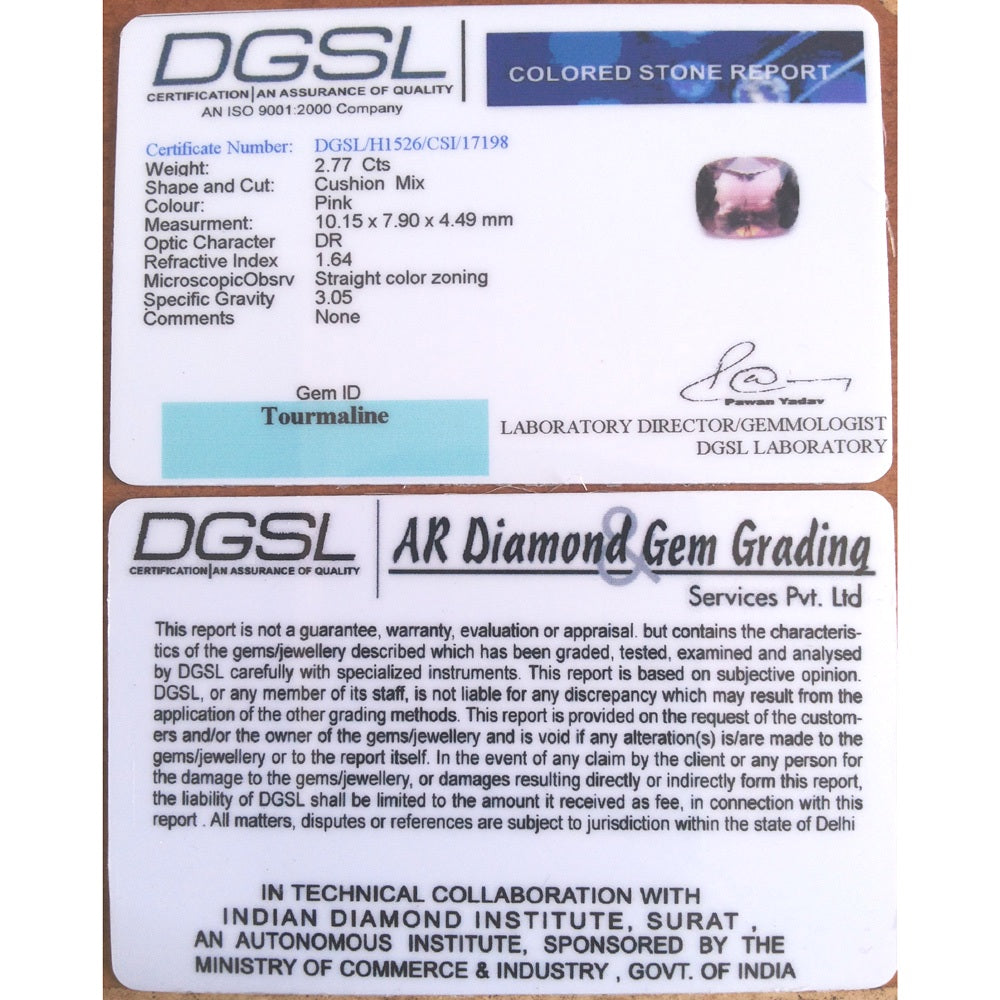 DGSL
CERTIFICATION|AN ASSURANCE OF QUALITY
AN ISO 9001:2000 Company
COLORED STONE REPORT
Certificate Number: DGSL/H1526/CSI/17198
Weight: 2.77 Cts
Shape and Cut: Cushion Mix
Colour: Pink
Measurment: 10.15 x 7.90 x 4.49 mm
Optic Character DR
Refractive Index 1.64
MicroscopicObsrv Straight color zoning
Specific Gravity 3.05
Comments None
Gem ID
Tourmaline
Pawan Yadav
LABORATORY DIRECTOR/GEMMOLOGIST
DGSL LABORATORY
DGSL
CERTIFICATION|AN ASSURANCE OF QUALITY
AR Diamond & Gem Grading
Services Pvt. Ltd
This report is not a guarantee, warranty, evaluation or appraisal. but contains the characteris-
tics of the gems/jewellery described which has been graded, tested, examined and analysed
by DGSL carefully with specialized instruments. This report is based on subjective opinion.
DGSL, or any member of its staff, is not liable for any discrepancy which may result from the
application of the other grading methods. This report is provided on the request of the custom-
ers and/or the owner of the gems/jewellery and is void if any alteration(s) is/are made to the
gems/jewellery or to the report itself. In the event of any claim by the client or any person for
the damage to the gems/jewellery, or damages resulting directly or indirectly form this report,
the liability of DGSL shall be limited to the amount it received as fee, in connection with this
report . All matters, disputes or references are subject to jurisdiction within the state of Delhi
IN TECHNICAL COLLABORATION WITH
INDIAN DIAMOND INSTITUTE, SURAT ,
AN AUTONOMOUS INSTITUTE, SPONSORED BY THE
MINISTRY OF COMMERCE & INDUSTRY , GOVT. OF INDIA